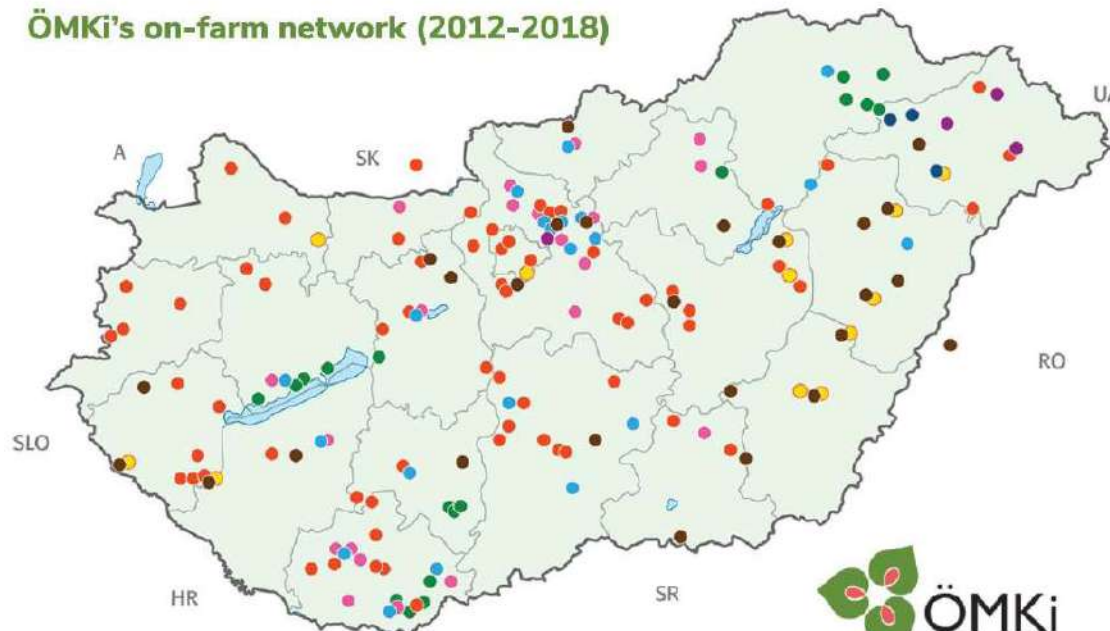 ÖMKi's on-farm network (2012-2018)
UA
A
SK
RO
SLO
HR
SR
ÖMKi